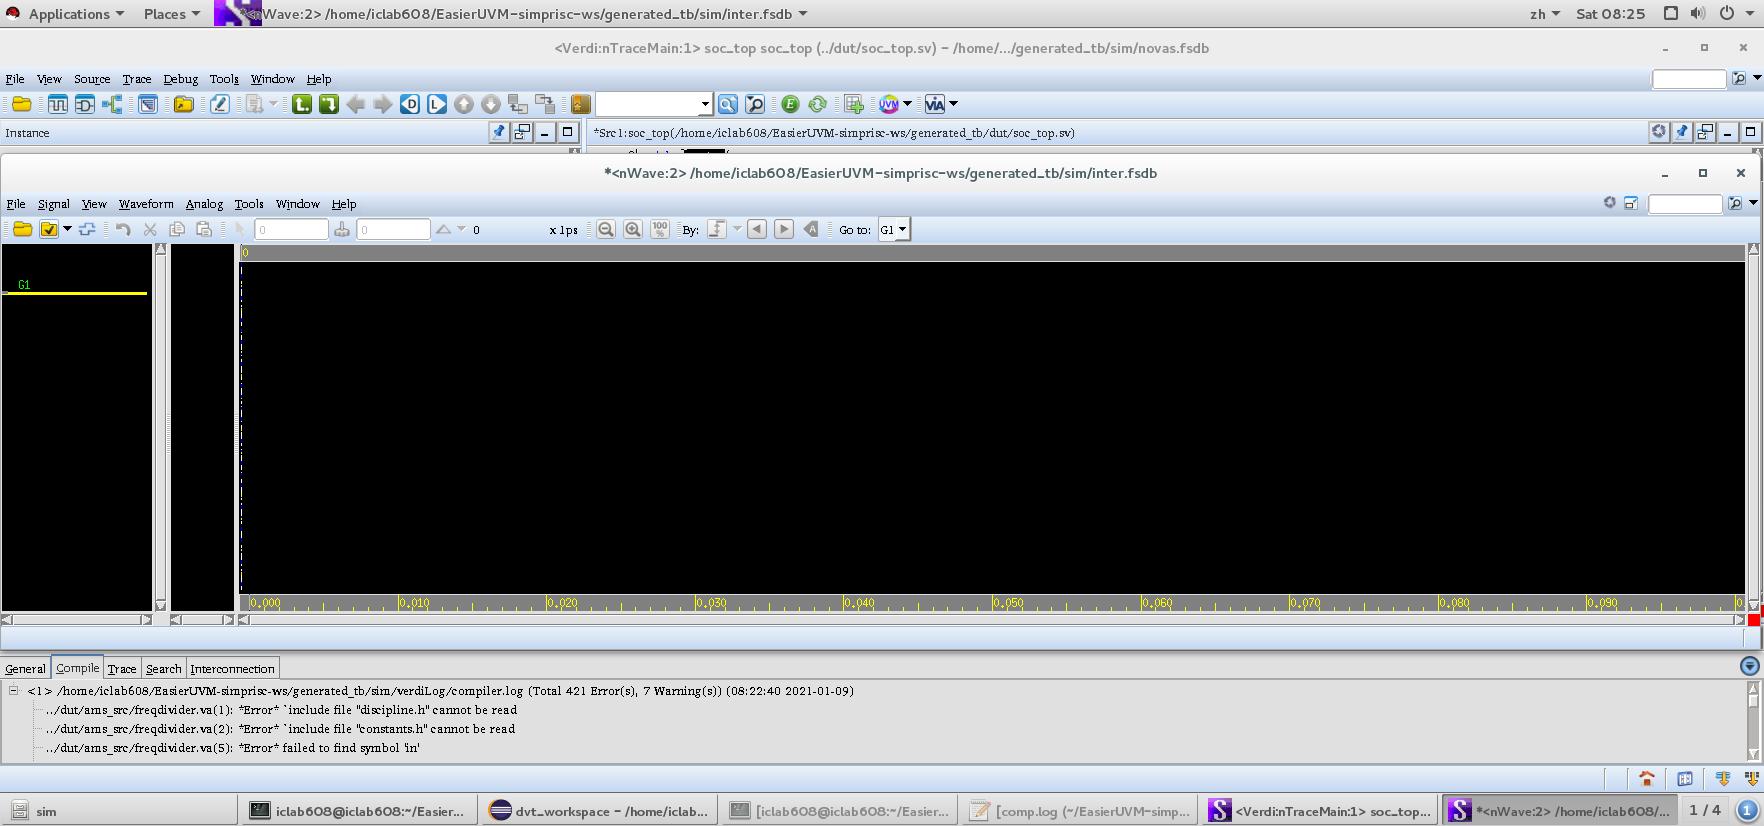 Applications Places *<nWave:2> /home/iclab608/EasierUVM-simprisc-ws/generated_tb/sim/inter.fsdb zh Sat 08:25
<Verdi:nTraceMain:1> soc_top soc_top (../dut/soc_top.sv) - /home/.../generated_tb/sim/novas.fsdb
File View Source Trace Debug Tools Window Help
D L E UVM VIA
Instance *Src1:soc_top(/home/iclab608/EasierUVM-simprisc-ws/generated_tb/dut/soc_top.sv)
*<nWave:2> /home/iclab608/EasierUVM-simprisc-ws/generated_tb/sim/inter.fsdb
File Signal View Waveform Analog Tools Window Help
0 0 0 x 1ps 100 % By: Go to: G1
0
G1
0.000 0.010 0.020 0.030 0.040 0.050 0.060 0.070 0.080 0.090 0.
General Compile Trace Search Interconnection
<1> /home/iclab608/EasierUVM-simprisc-ws/generated_tb/sim/verdiLog/compiler.log (Total 421 Error(s), 7 Warning(s)) (08:22:40 2021-01-09)
../dut/ams_src/freqdivider.va(1): *Error* `include file "discipline.h" cannot be read
../dut/ams_src/freqdivider.va(2): *Error* `include file "constants.h" cannot be read
../dut/ams_src/freqdivider.va(5): *Error* failed to find symbol 'in'
sim iclab608@iclab608:~/Easier... dvt_workspace - /home/iclab... [iclab608@iclab608:~/Easier... [comp.log (~/EasierUVM-simp... <Verdi:nTraceMain:1> soc_top... *<nWave:2> /home/iclab608/... 1 / 4 1